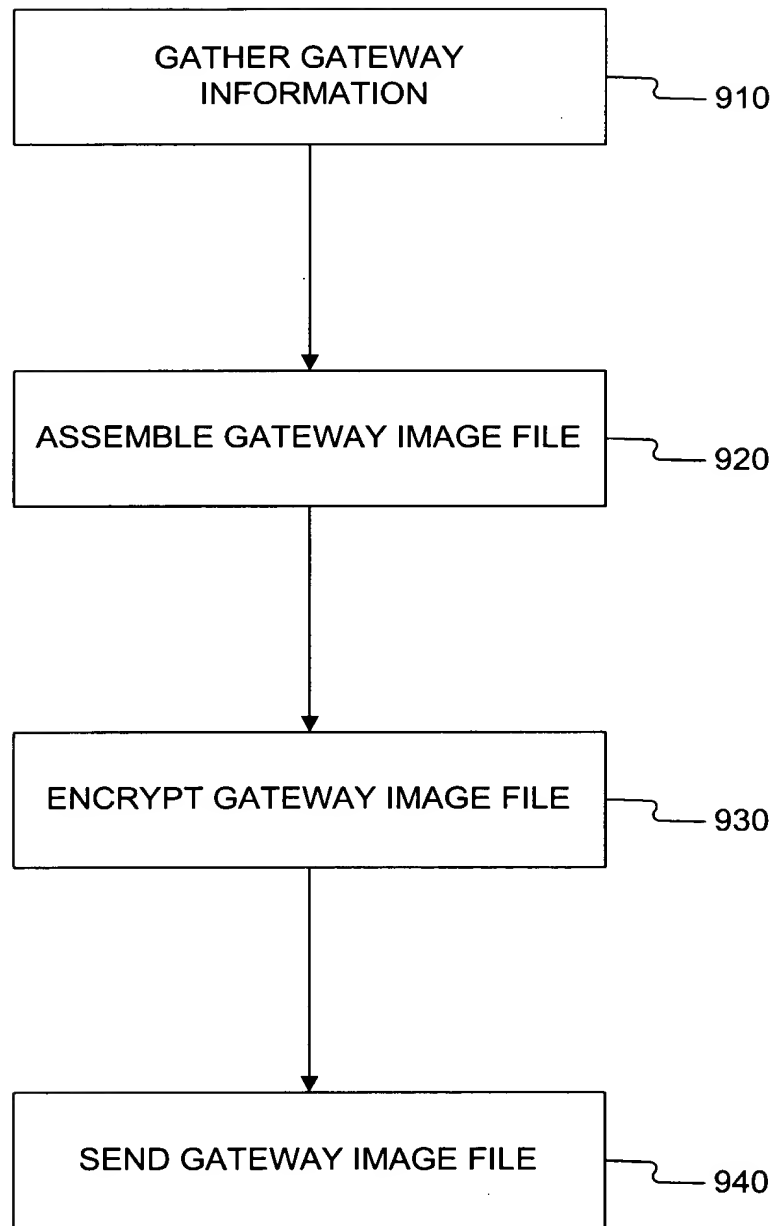 GATHER GATEWAY
INFORMATION
910
ASSEMBLE GATEWAY IMAGE FILE
920
ENCRYPT GATEWAY IMAGE FILE
930
SEND GATEWAY IMAGE FILE
940